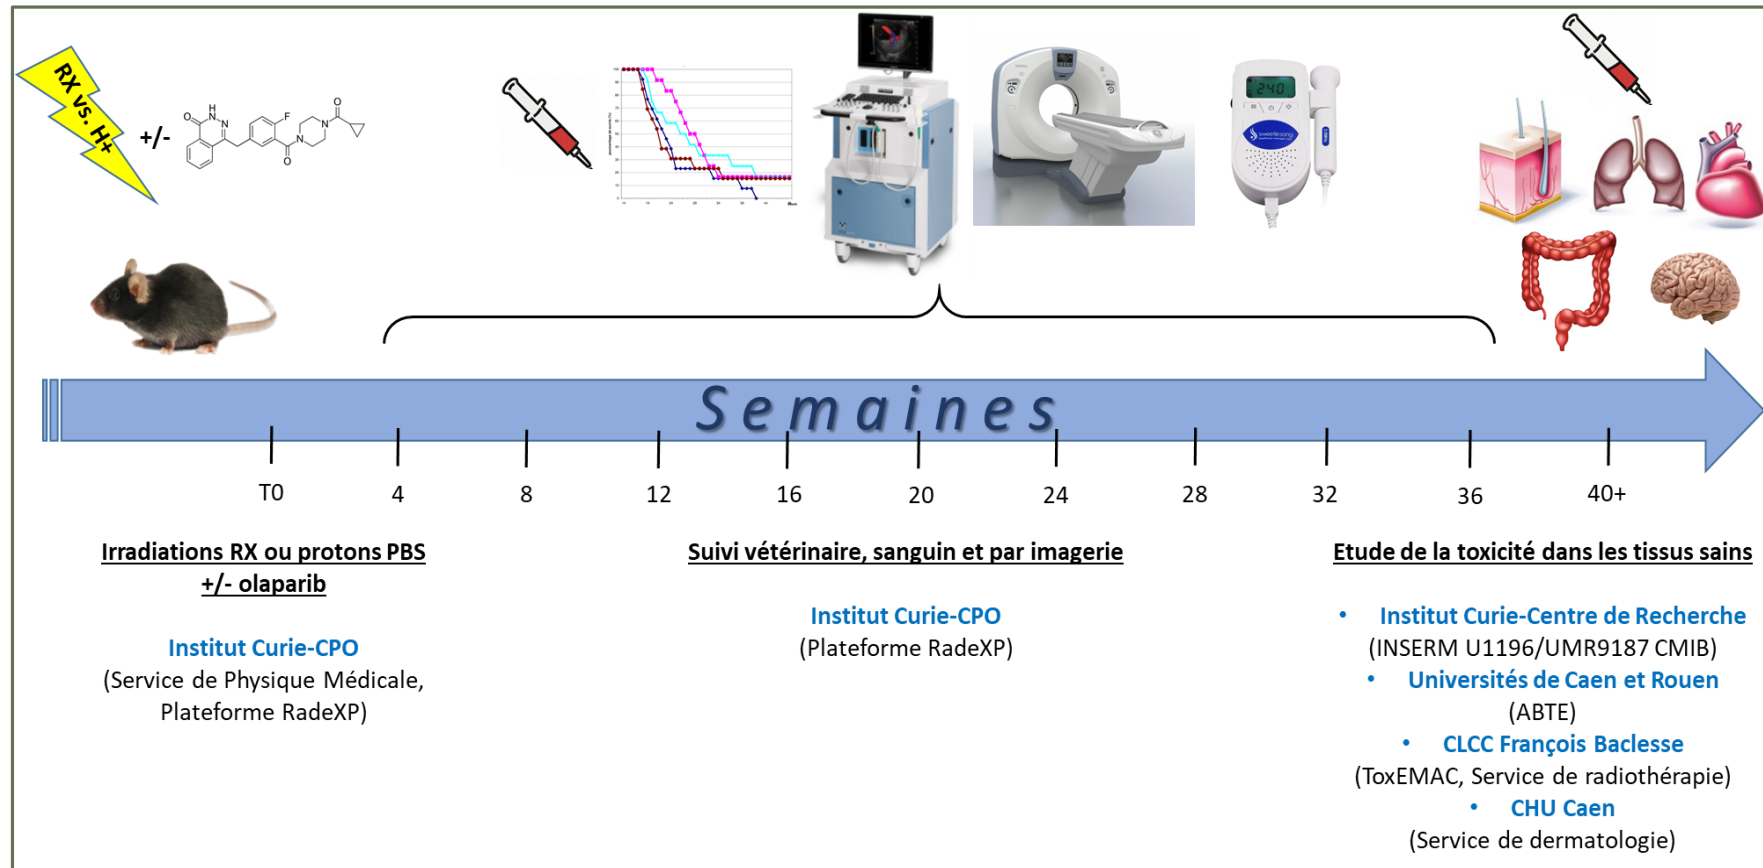 RX vs. H+
+/-
O
H
N
N
F
O
N
N
O
240
sweetlesong
Semaines
T0
4
8
12
16
20
24
28
32
36
40+
Irradiations RX ou protons PBS
+/- olaparib
Institut Curie-CPO
(Service de Physique Médicale,
Plateforme RadeXP)
Suivi vétérinaire, sanguin et par imagerie
Institut Curie-CPO
(Plateforme RadeXP)
Etude de la toxicité dans les tissus sains
• Institut Curie-Centre de Recherche
(INSERM U1196/UMR9187 CMIB)
• Universités de Caen et Rouen
(ABTE)
• CLCC François Baclesse
(ToxEMAC, Service de radiothérapie)
• CHU Caen
(Service de dermatologie)